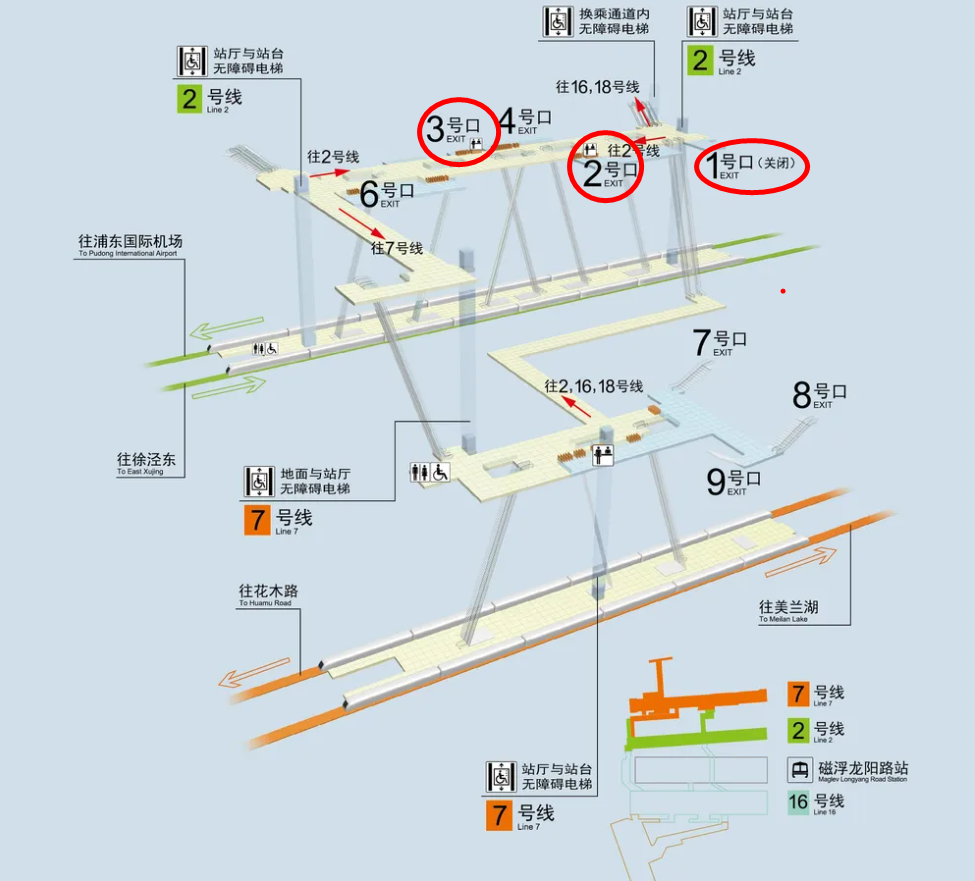 换乘通道内
无障碍电梯
站厅与站台
无障碍电梯
2 号线
Line 2
站厅与站台
无障碍电梯
2 号线
Line 2
往16,18号线
3号口
EXIT
4号口
EXIT
往2号线
往2号线
2号口
EXIT
1号口(关闭)
EXIT
6号口
EXIT
往7号线
往浦东国际机场
To Pudong International Airport
7号口
EXIT
往2,16,18号线
8号口
EXIT
往徐泾东
To East Xujing
地面与站厅
无障碍电梯
7 号线
Line 7
9号口
EXIT
往花木路
To Huamu Road
往美兰湖
To Meilan Lake
7 号线
Line 7
2 号线
Line 2
磁浮龙阳路站
Maglev Longyang Road Station
16 号线
Line 16
站厅与站台
无障碍电梯
7 号线
Line 7